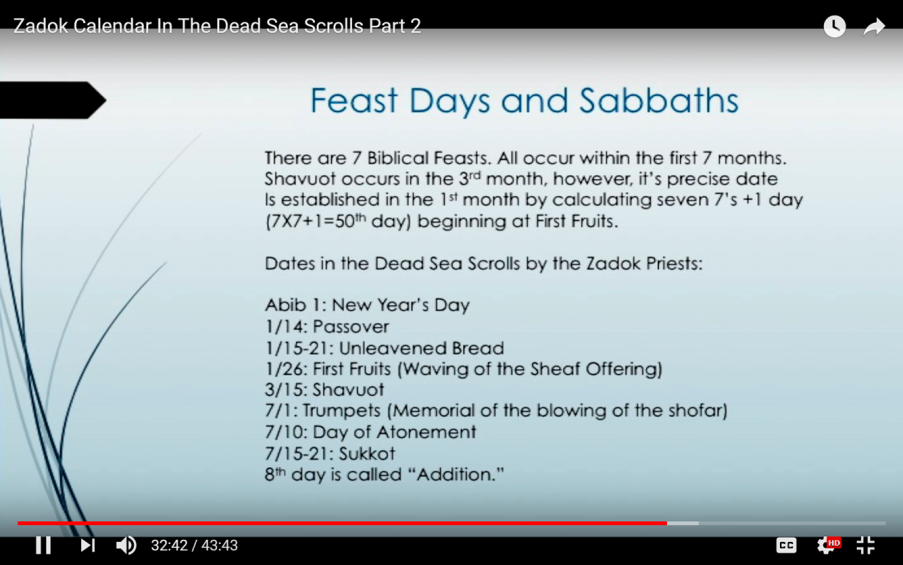 Zadok Calendar In The Dead Sea Scrolls Part 2
Feast Days and Sabbaths
There are 7 Biblical Feasts. All occur within the first 7 months.
Shavuot occurs in the 3rd month, however, it's precise date
Is established in the 1st month by calculating seven 7's +1 day
(7X7+1=50th day) beginning at First Fruits.
Dates in the Dead Sea Scrolls by the Zadok Priests:
Abib 1: New Year's Day
1/14: Passover
1/15-21: Unleavened Bread
1/26: First Fruits (Waving of the Sheaf Offering)
3/15: Shavuot
7/1: Trumpets (Memorial of the blowing of the shofar)
7/10: Day of Atonement
7/15-21: Sukkot
8th day is called “Addition.”
32:42 / 43:43
CC
HD